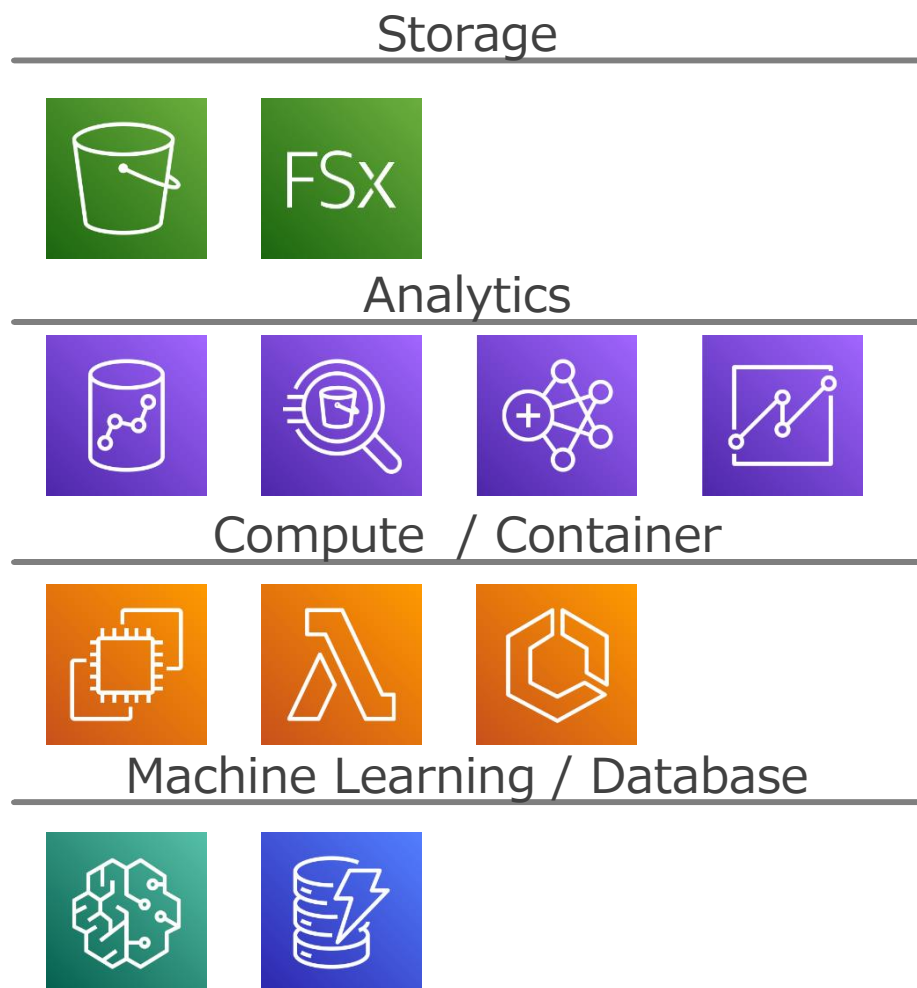 Storage
FSx
Analytics
Compute / Container
Machine Learning / Database